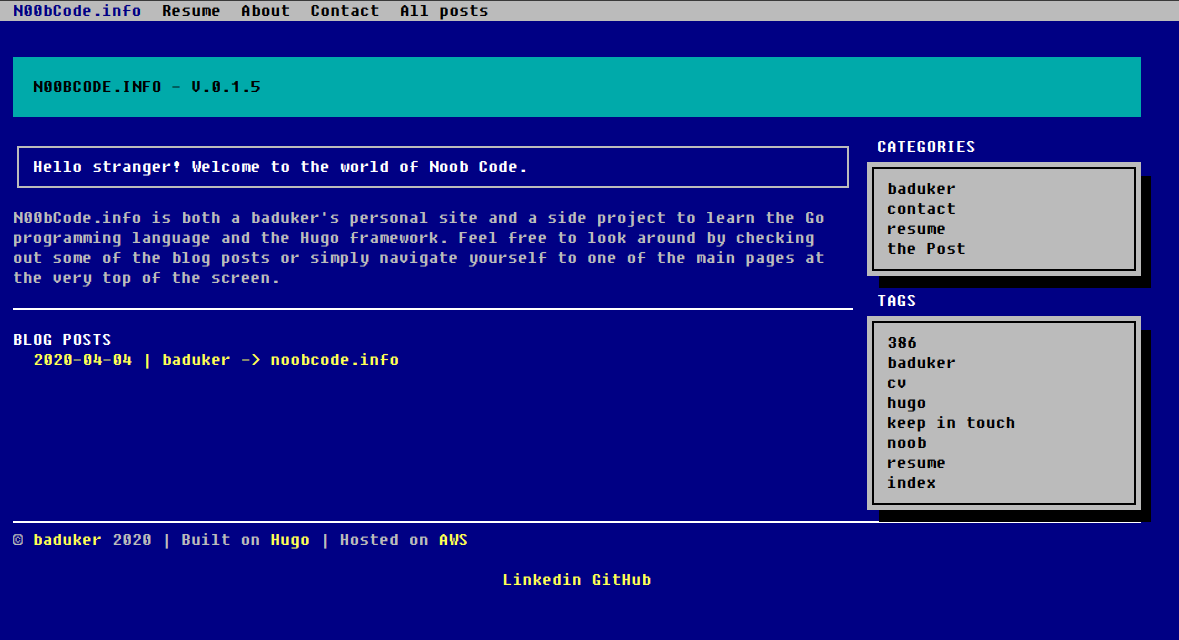 N00bCode.info Resume About Contact All posts
N00BCODE.INFO - V.0.1.5
Hello stranger! Welcome to the world of Noob Code.
N00bCode.info is both a baduker's personal site and a side project to learn the Go
programming language and the Hugo framework. Feel free to look around by checking
out some of the blog posts or simply navigate yourself to one of the main pages at
the very top of the screen.
BLOG POSTS
2020-04-04 | baduker -> noobcode.info
CATEGORIES
baduker
contact
resume
the Post
TAGS
386
baduker
cv
hugo
keep in touch
noob
resume
index
© baduker 2020 | Built on Hugo | Hosted on AWS
Linkedin GitHub